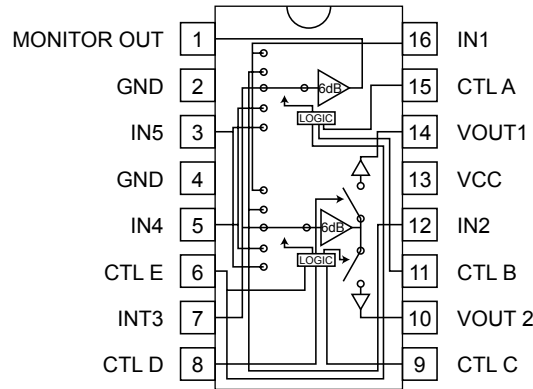 MONITOR OUT 1 16 IN1
GND 2 15 CTL A
6dB
LOGIC
IN5 3 14 VOUT1
GND 4 13 VCC
IN4 5 12 IN2
6dB
CTL E 6 11 CTL B
LOGIC
INT3 7 10 VOUT 2
CTL D 8 9 CTL C